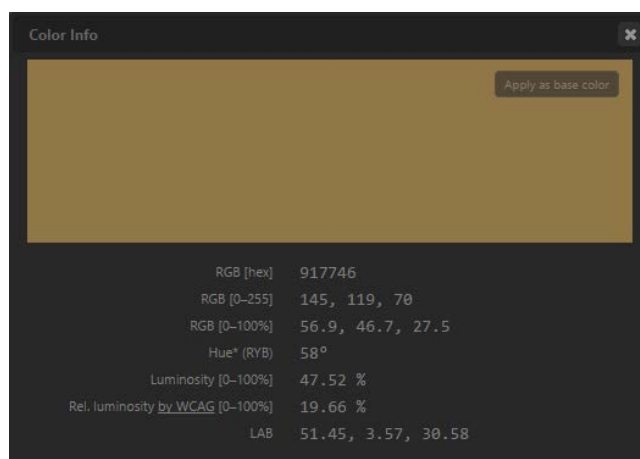 Color Info
Apply as base color
RGB [hex] 917746
RGB [0–255] 145, 119, 70
RGB [0–100%] 56.9, 46.7, 27.5
Hue* (RYB) 58°
Luminosity [0–100%] 47.52 %
Rel. luminosity by WCAG [0–100%] 19.66 %
LAB 51.45, 3.57, 30.58